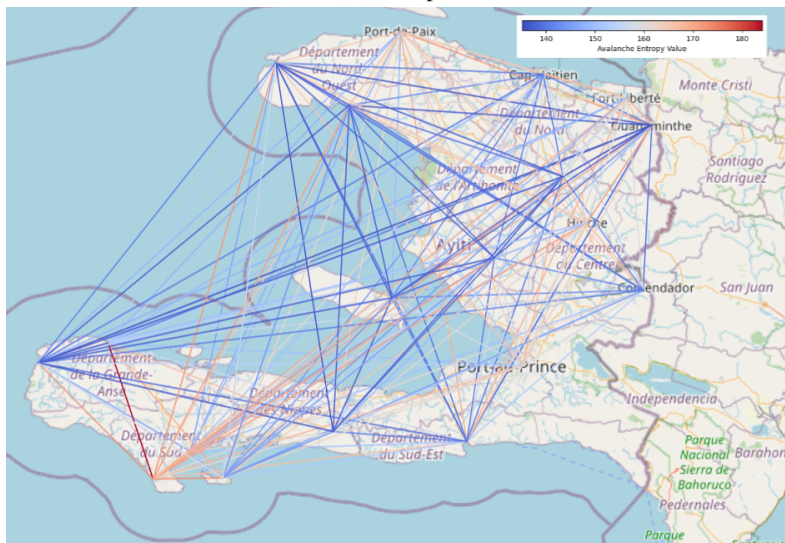 Port-de-Paix
140 150 160 170 180
Avalanche Entropy Value
Département
du Nord-
Ouest
Cap-Haïtien
Monte Cristi
Fort-Liberté
Département
du Nord
Ouanaminthe
Santiago
Rodríguez
Département
de l'Artibonite
Hinche
Ayiti
Département
du Centre
Comendador
San Juan
Département
de la Grande-
Anse
Port-au-Prince
Independencia
Département
des Nippes
Département
du Sud
Département
du Sud-Est
Parque
Nacional
Sierra de
Bahoruco
Barahon
Pedernales
Parque